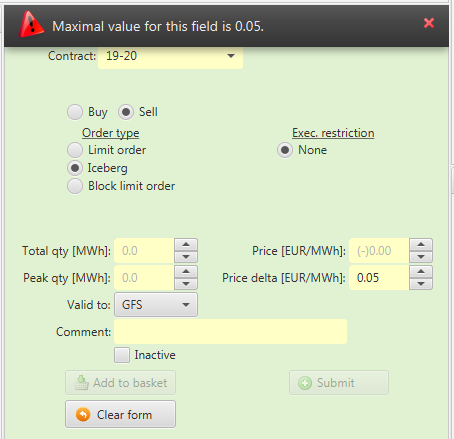 Maximal value for this field is 0.05.
Contract: 19-20
Buy Sell
Order type Exec. restriction
Limit order None
Iceberg
Block limit order
Total qty [MWh]: 0.0 Price [EUR/MWh]: (-)0.00
Peak qty [MWh]: 0.0 Price delta [EUR/MWh]: 0.05
Valid to: GFS
Comment:
Inactive
Add to basket Submit
Clear form